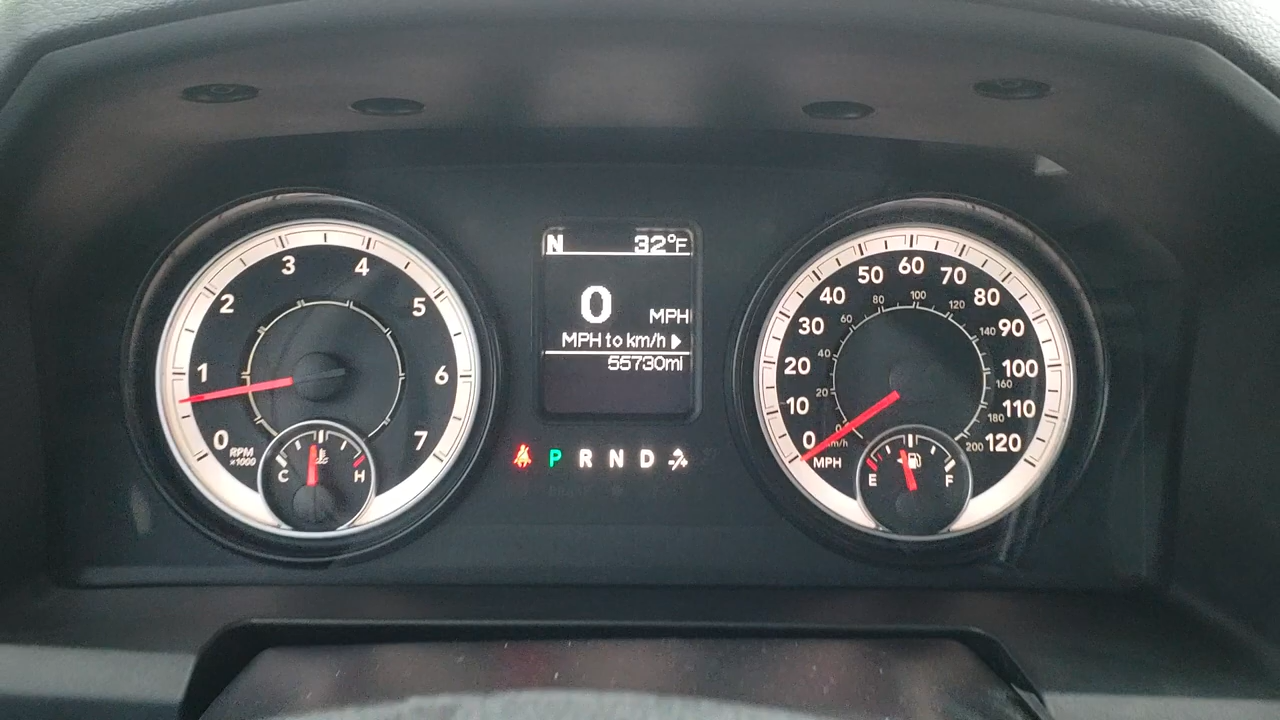 N 32°F
0 MPH
MPH to km/h
55730mi
P R N D
0 1 2 3 4 5 6 7
RPM
x1000
C H
0 10 20 30 40 50 60 70 80 90 100 110 120
MPH
0 20 40 60 80 100 120 140 160 180 200
km/h
E F